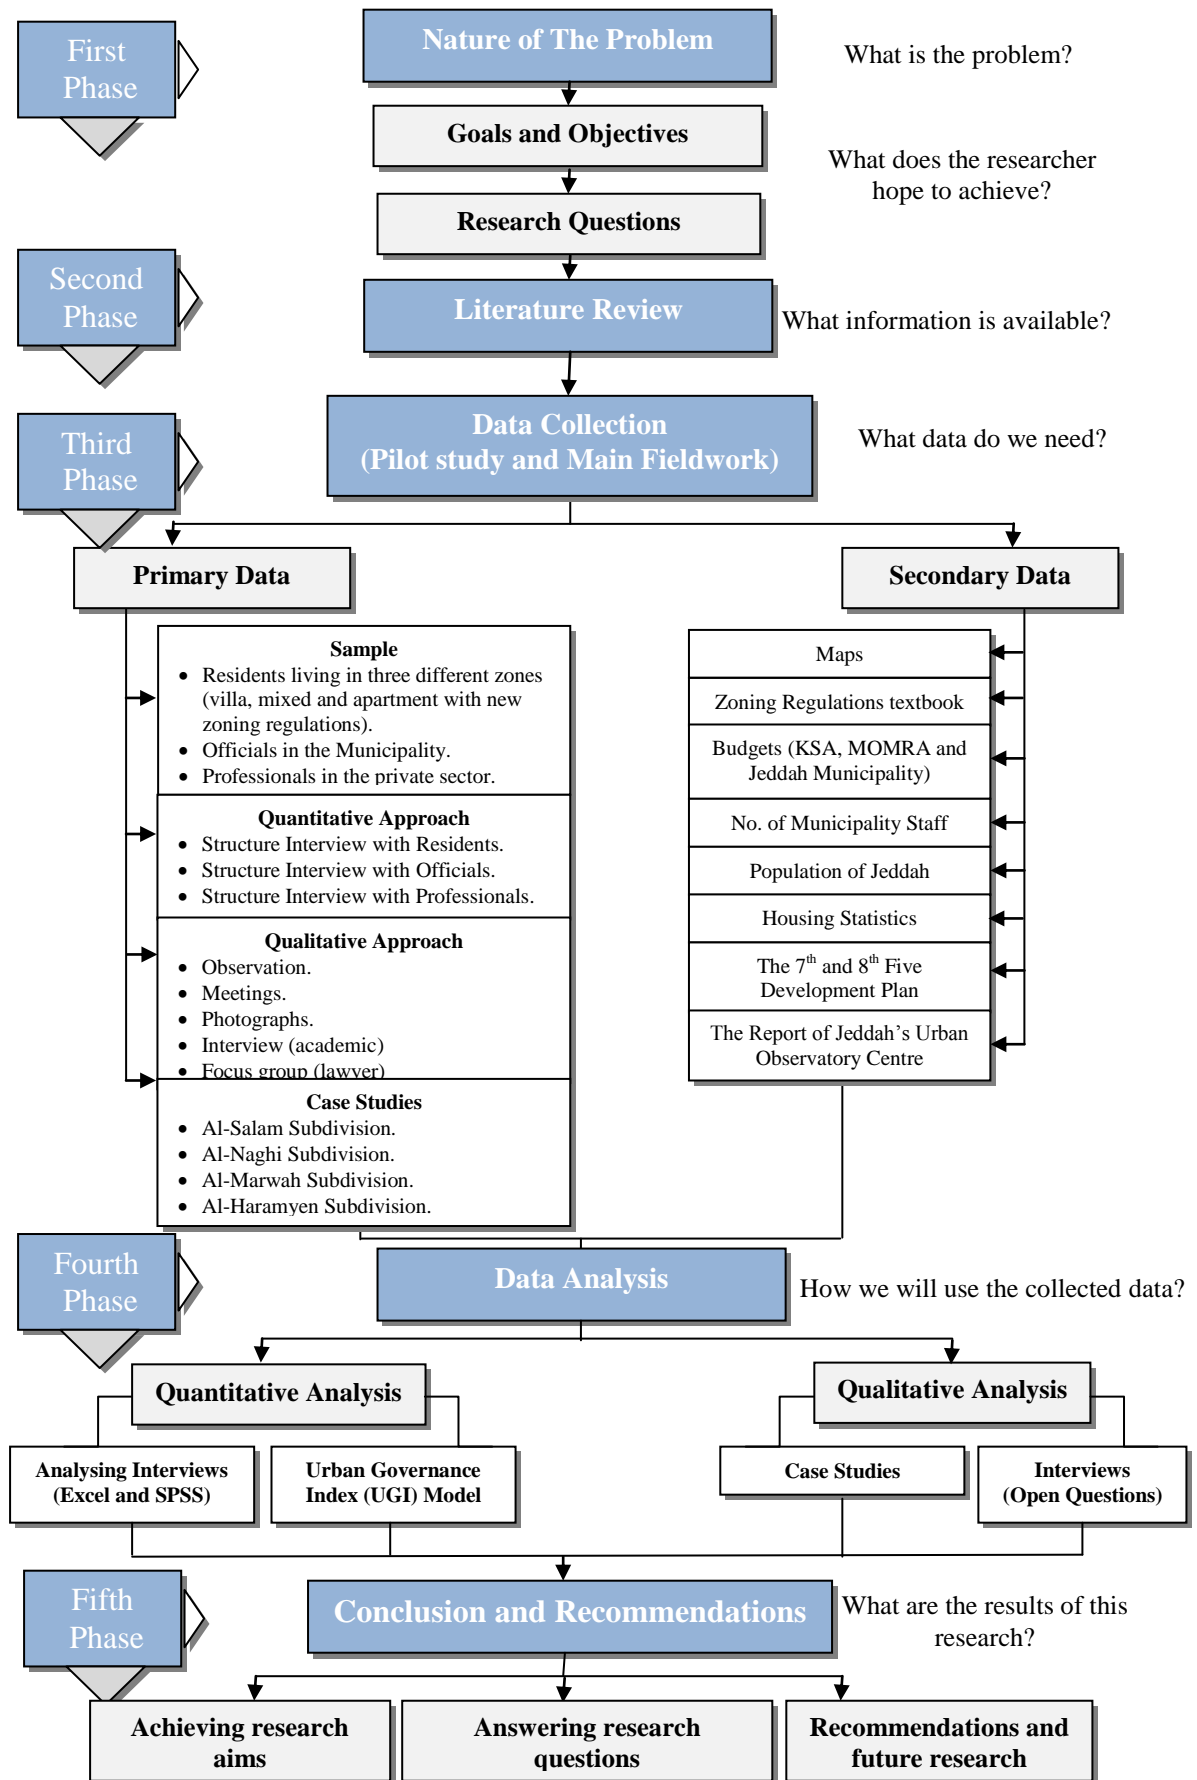 First
Phase
Nature of The Problem
What is the problem?
Goals and Objectives
What does the researcher
hope to achieve?
Research Questions
Second
Phase
Literature Review
What information is available?
Third
Phase
Data Collection
(Pilot study and Main Fieldwork)
What data do we need?
Primary Data
Secondary Data
Sample
• Residents living in three different zones
(villa, mixed and apartment with new
zoning regulations).
• Officials in the Municipality.
• Professionals in the private sector.
Quantitative Approach
• Structure Interview with Residents.
• Structure Interview with Officials.
• Structure Interview with Professionals.
Qualitative Approach
• Observation.
• Meetings.
• Photographs.
• Interview (academic)
• Focus group (lawyer)
Case Studies
• Al-Salam Subdivision.
• Al-Naghi Subdivision.
• Al-Marwah Subdivision.
• Al-Haramyen Subdivision.
Maps
Zoning Regulations textbook
Budgets (KSA, MOMRA and
Jeddah Municipality)
No. of Municipality Staff
Population of Jeddah
Housing Statistics
The 7th and 8th Five
Development Plan
The Report of Jeddah's Urban
Observatory Centre
Fourth
Phase
Data Analysis
How we will use the collected data?
Quantitative Analysis
Qualitative Analysis
Analysing Interviews
(Excel and SPSS)
Urban Governance
Index (UGI) Model
Case Studies
Interviews
(Open Questions)
Fifth
Phase
Conclusion and Recommendations
What are the results of this
research?
Achieving research
aims
Answering research
questions
Recommendations and
future research